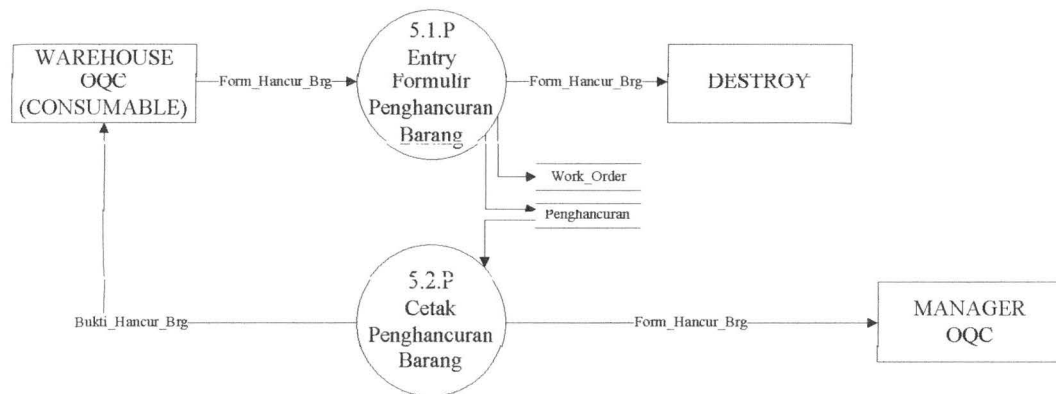 WAREHOUSE
OQC
(CONSUMABLE)
Form_Hancur_Brg
5.1.P
Entry
Formulir
Penghancuran
Barang
Form_Hancur_Brg
DESTROY
Work_Order
Penghancuran
Bukti_Hancur_Brg
5.2.P
Cetak
Penghancuran
Barang
Form_Hancur_Brg
MANAGER
OQC